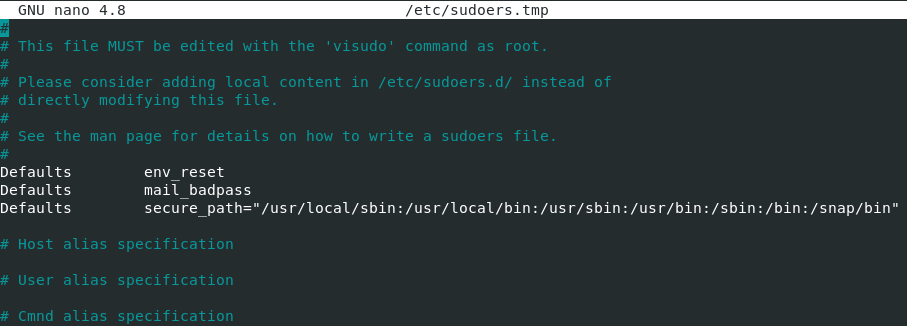 GNU nano 4.8 /etc/sudoers.tmp
#
# This file MUST be edited with the 'visudo' command as root.
#
# Please consider adding local content in /etc/sudoers.d/ instead of
# directly modifying this file.
#
# See the man page for details on how to write a sudoers file.
#
Defaults env_reset
Defaults mail_badpass
Defaults secure_path="/usr/local/sbin:/usr/local/bin:/usr/sbin:/usr/bin:/sbin:/bin:/snap/bin"
# Host alias specification
# User alias specification
# Cmnd alias specification